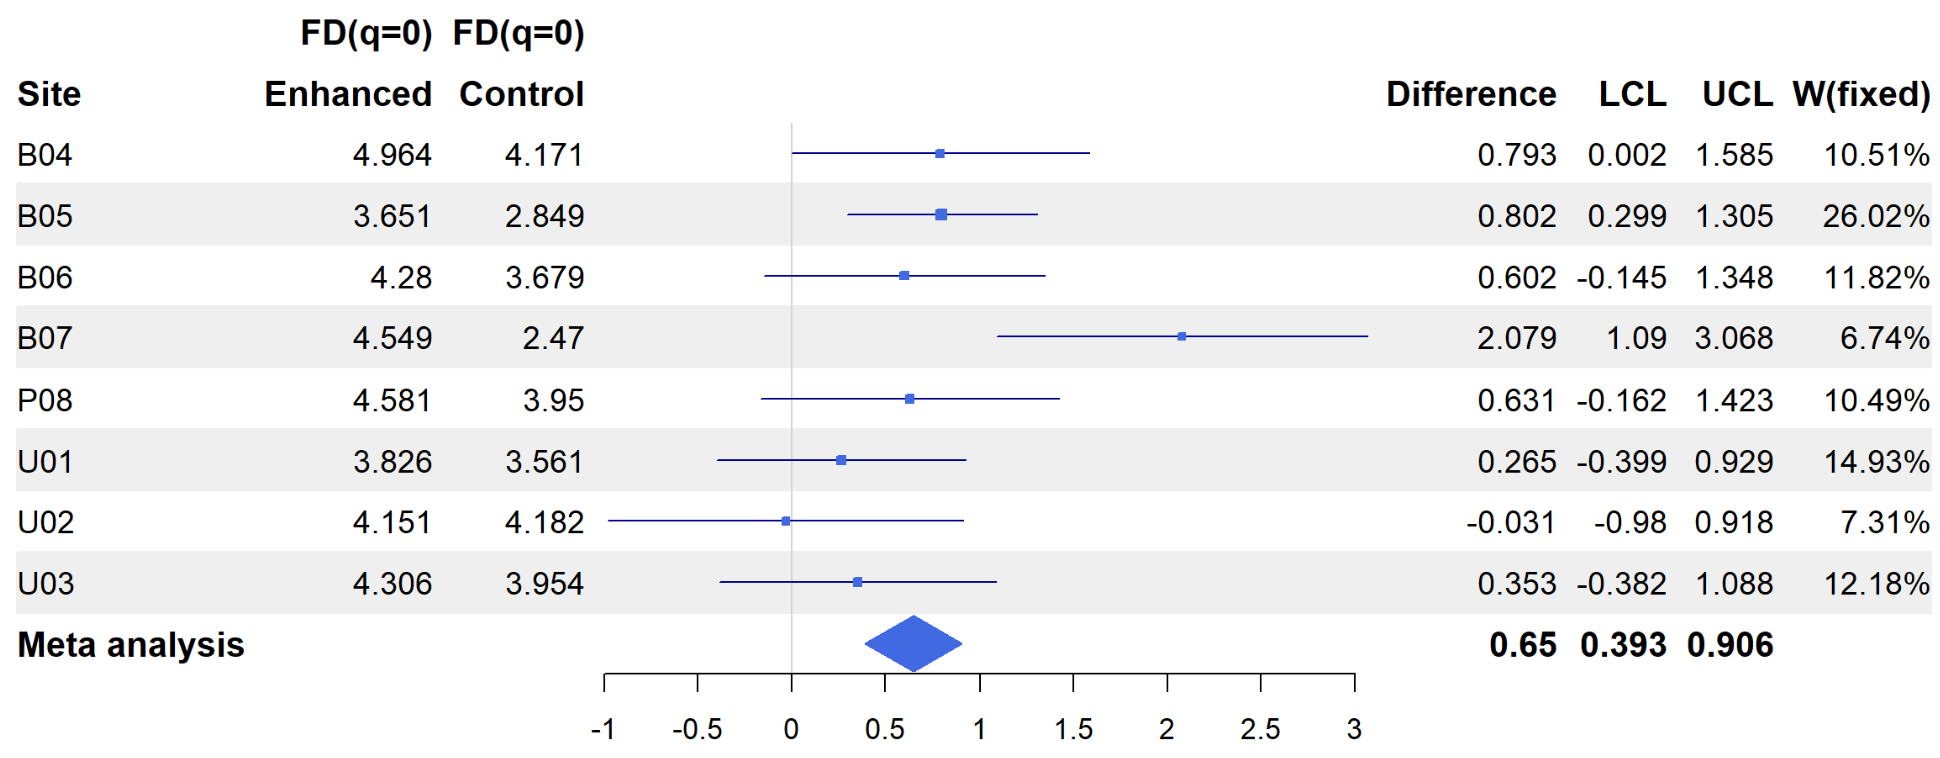 FD(q=0) FD(q=0)
Site Enhanced Control Difference LCL UCL W(fixed)
B04 4.964 4.171 0.793 0.002 1.585 10.51%
B05 3.651 2.849 0.802 0.299 1.305 26.02%
B06 4.28 3.679 0.602 -0.145 1.348 11.82%
B07 4.549 2.47 2.079 1.09 3.068 6.74%
P08 4.581 3.95 0.631 -0.162 1.423 10.49%
U01 3.826 3.561 0.265 -0.399 0.929 14.93%
U02 4.151 4.182 -0.031 -0.98 0.918 7.31%
U03 4.306 3.954 0.353 -0.382 1.088 12.18%
Meta analysis 0.65 0.393 0.906
-1 -0.5 0 0.5 1 1.5 2 2.5 3